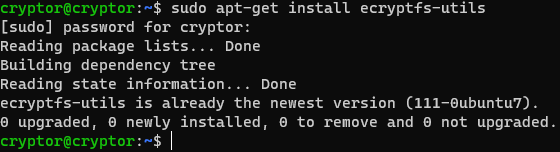 cryptor@cryptor:~$ sudo apt-get install ecryptfs-utils
[sudo] password for cryptor:
Reading package lists... Done
Building dependency tree
Reading state information... Done
ecryptfs-utils is already the newest version (111-0ubuntu7).
0 upgraded, 0 newly installed, 0 to remove and 0 not upgraded.
cryptor@cryptor:~$